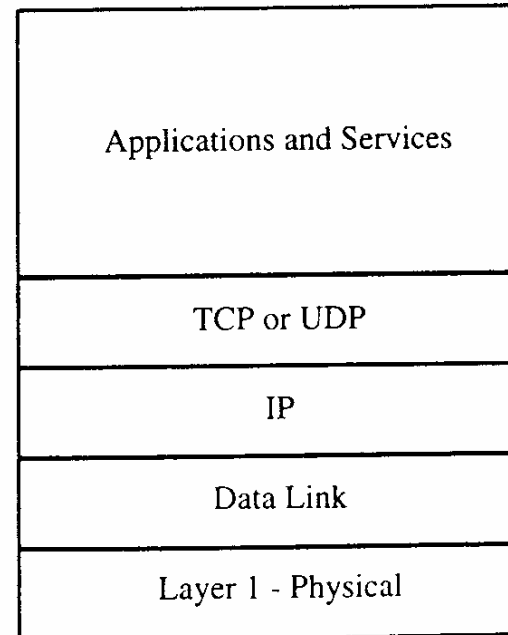 Applications and Services
TCP or UDP
IP
Data Link
Layer 1 - Physical